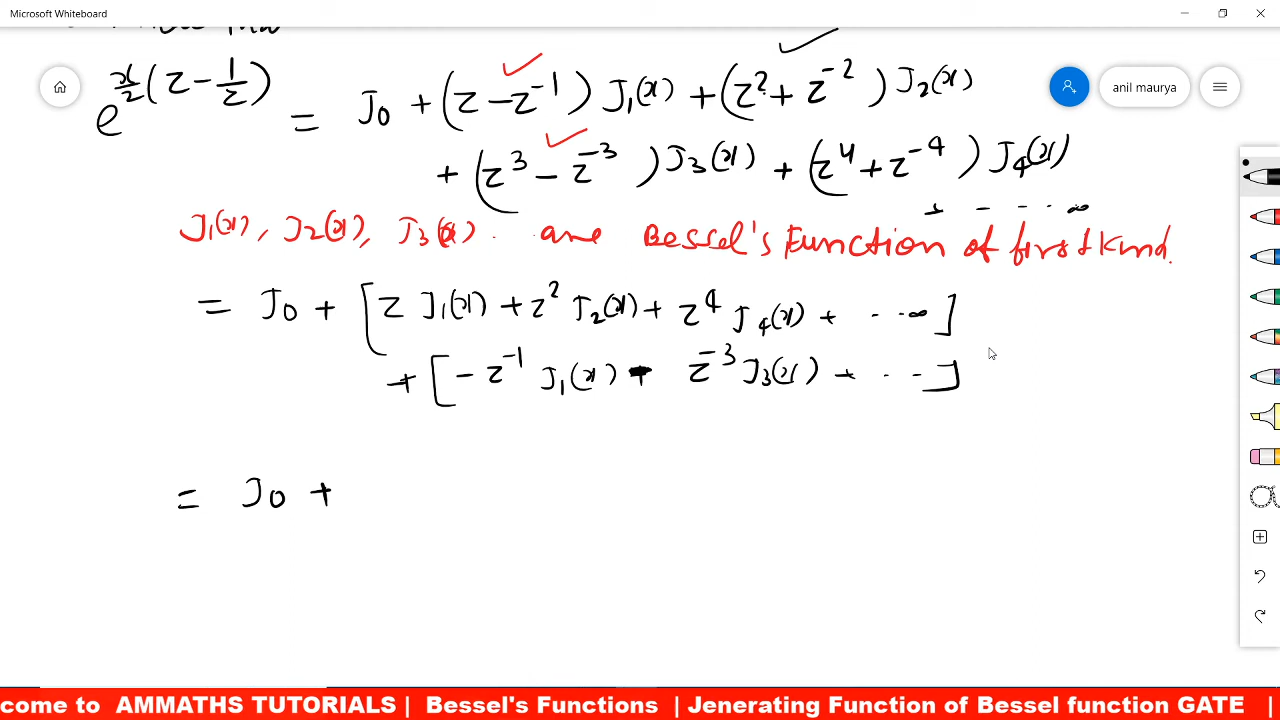 Microsoft Whiteboard
anil maurya
e^{x/2 (z - 1/z)} = J₀ + (z - z⁻¹) J₁(x) + (z² + z⁻²) J₂(x)
+ (z³ - z⁻³) J₃(x) + (z⁴ + z⁻⁴) J₄(x)
+ - - · · ∞
J₁(x), J₂(x), J₃(x) . . are Bessel's Function of first kind.
= J₀ + [z J₁(x) + z² J₂(x) + z⁴ J₄(x) + · · ∞]
+ [- z⁻¹ J₁(x) - z⁻³ J₃(x) + · · -]
= J₀ +
come to AMMATHS TUTORIALS | Bessel's Functions | Jenerating Function of Bessel function GATE |